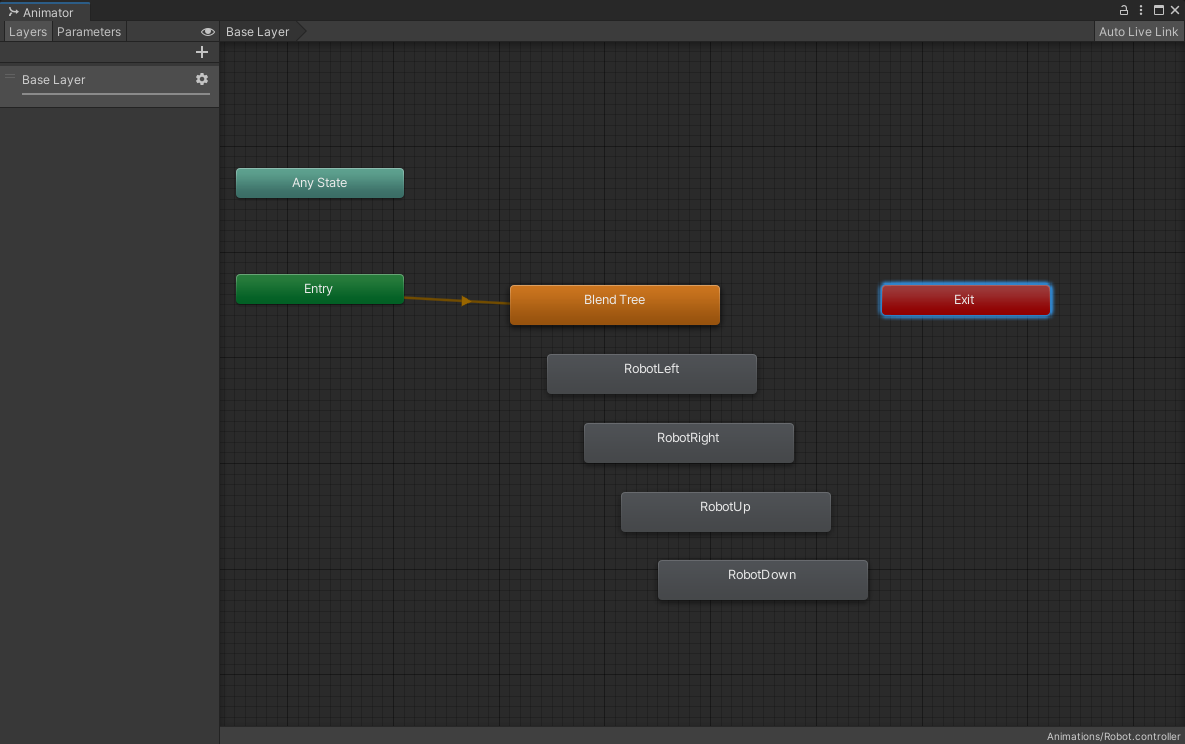 Animator
Layers Parameters
Base Layer
Auto Live Link
Base Layer
Any State
Entry
Blend Tree
Exit
RobotLeft
RobotRight
RobotUp
RobotDown
Animations/Robot.controller